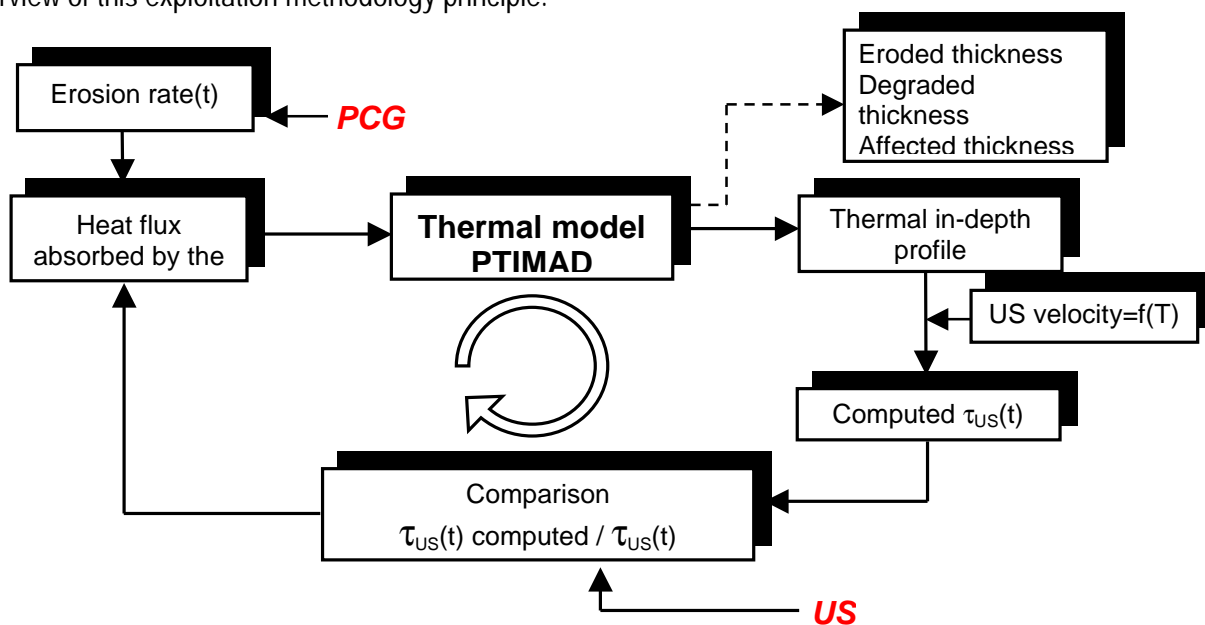 rview of this exploitation methodology principle.
Erosion rate(t)
PCG
Eroded thickness
Degraded
thickness
Affected thickness
Heat flux
absorbed by the
Thermal model
PTIMAD
Thermal in-depth
profile
US velocity=f(T)
Computed τUS(t)
Comparison
τUS(t) computed / τUS(t)
US